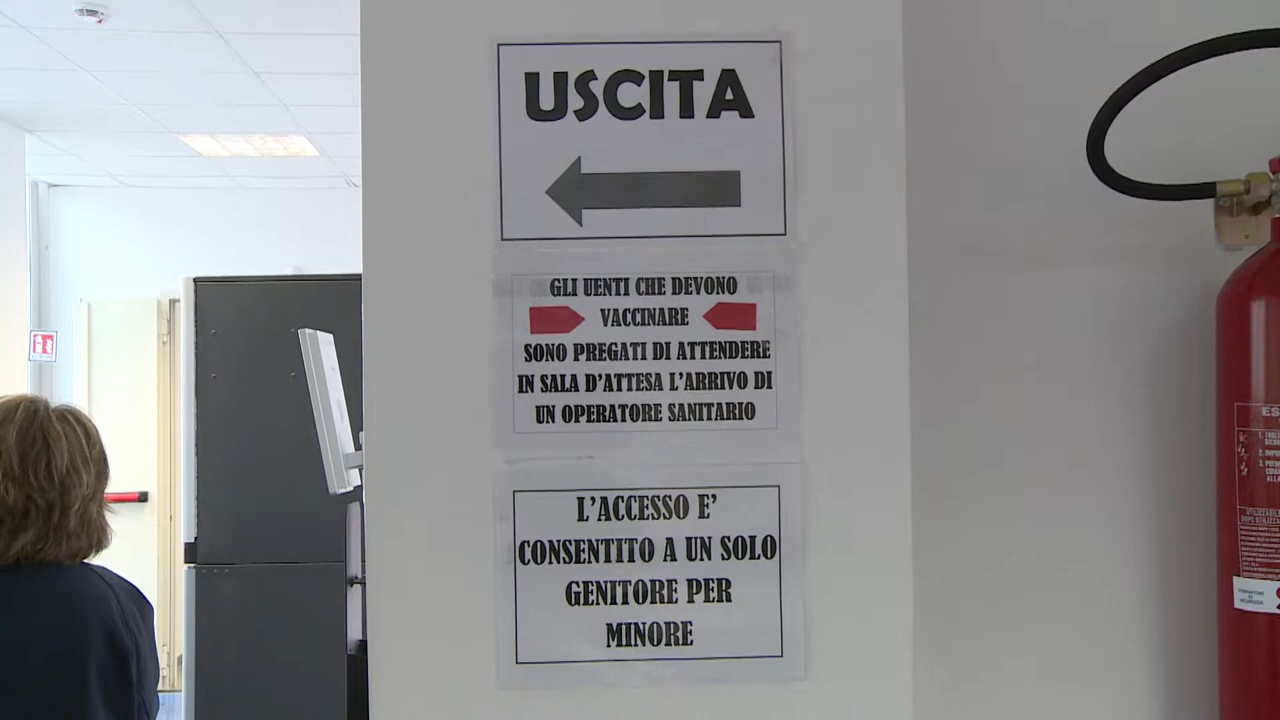 USCITA
GLI UENTI CHE DEVONO
VACCINARE
SONO PREGATI DI ATTENDERE
IN SALA D'ATTESA L'ARRIVO DI
UN OPERATORE SANITARIO
L'ACCESSO E'
CONSENTITO A UN SOLO
GENITORE PER
MINORE
ES